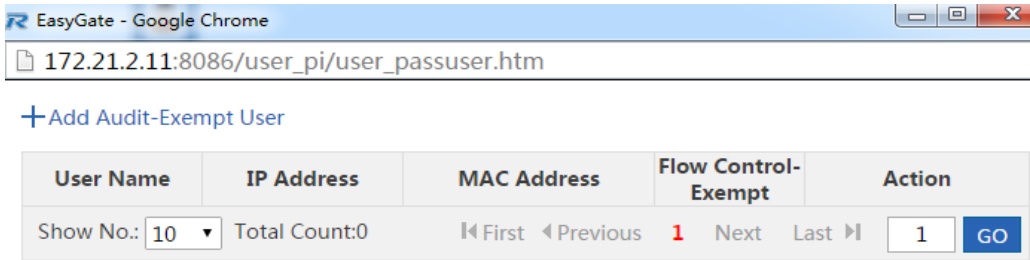 EasyGate - Google Chrome
172.21.2.11:8086/user_pi/user_passuser.htm
+Add Audit-Exempt User
User Name IP Address MAC Address Flow Control-Exempt Action
Show No.: 10 Total Count:0 First Previous 1 Next Last 1 GO